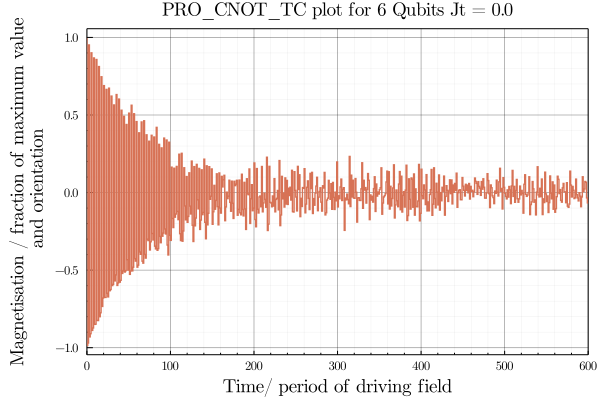 PRO_CNOT_TC plot for 6 Qubits Jt = 0.0
Magnetisation / fraction of maximum value
and orientation
1.0
0.5
0.0
−0.5
−1.0
0 100 200 300 400 500 600
Time/ period of driving field